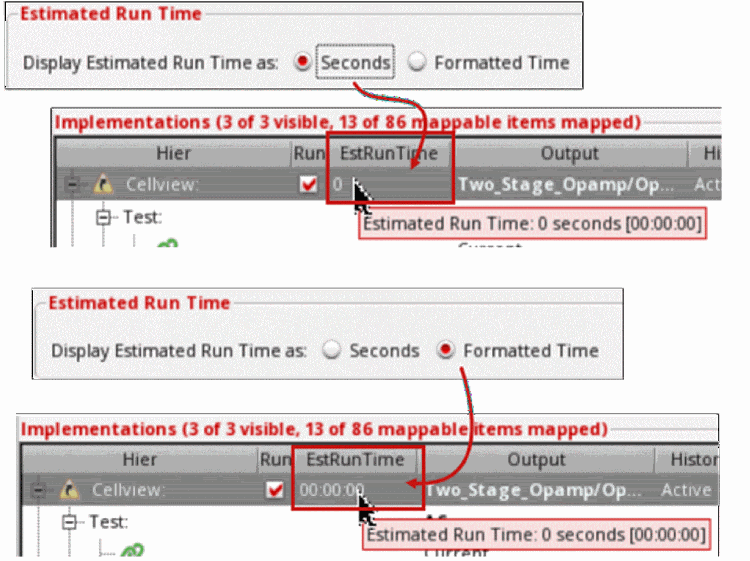 Estimated Run Time
Display Estimated Run Time as: Seconds Formatted Time
Implementations (3 of 3 visible, 13 of 86 mappable items mapped)
Hier Run EstRunTime Output Hi
Cellview: 0 Two_Stage_Opamp/Op... Act
Test:
Estimated Run Time: 0 seconds [00:00:00]
Current
Estimated Run Time
Display Estimated Run Time as: Seconds Formatted Time
Implementations (3 of 3 visible, 13 of 86 mappable items mapped)
Hier Run EstRunTime Output Histor
Cellview: 00:00:00 Two_Stage_Opamp/Op... Active
Test:
Estimated Run Time: 0 seconds [00:00:00]
Current